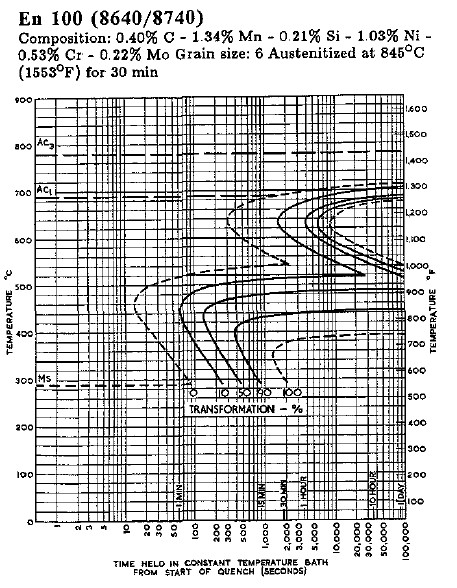 En 100 (8640/8740)
Composition: 0.40% C - 1.34% Mn - 0.21% Si - 1.03% Ni -
0.53% Cr - 0.22% Mo Grain size: 6 Austenitized at 845°C
(1553°F) for 30 min
900
800
700
600
500
400
300
200
100
0
TEMPERATURE °C
AC3
AC1
MS
1,600
1,500
1,400
1,300
1,200
1,100
1,000
900
800
700
600
500
400
300
200
100
TEMPERATURE °F
0 10 50 90 100
TRANSFORMATION - %
1 MIN
15 MIN
30 MIN
1 HOUR
10 HOUR
1 DAY
1 2 3 5 10 20 30 50 100 200 300 500 1,000 2,000 3,000 5,000 10,000 20,000 30,000 50,000 100,000
TIME HELD IN CONSTANT TEMPERATURE BATH
FROM START OF QUENCH (SECONDS)